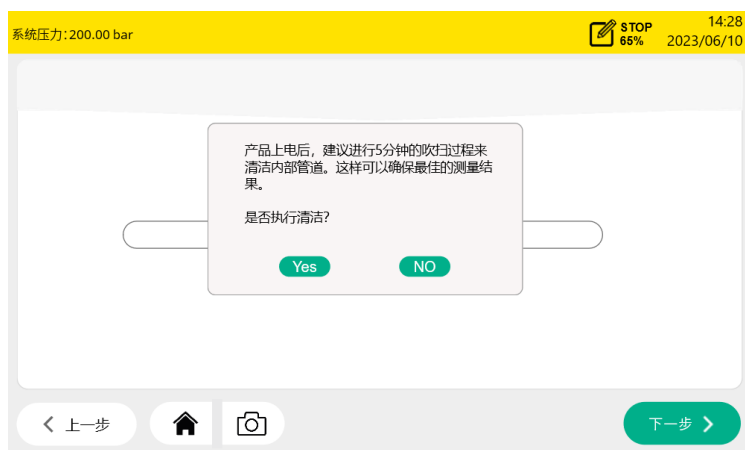 系统压力：200.00 bar
STOP
65%
14:28
2023/06/10
产品上电后，建议进行5分钟的吹扫过程来
清洁内部管道。这样可以确保最佳的测量结
果。
是否执行清洁?
Yes
NO
上一步
下一步